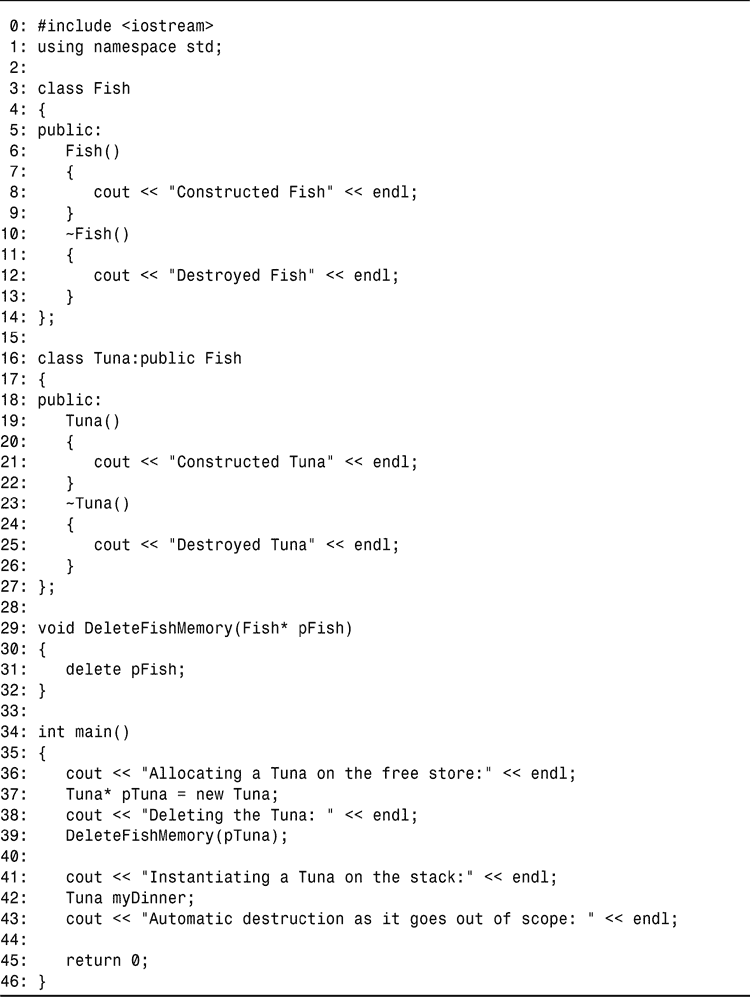 0: #include <iostream>
1: using namespace std;
2:
3: class Fish
4: {
5: public:
6:    Fish()
7:    {
8:       cout << "Constructed Fish" << endl;
9:    }
10:    ~Fish()
11:    {
12:       cout << "Destroyed Fish" << endl;
13:    }
14: };
15:
16: class Tuna:public Fish
17: {
18: public:
19:    Tuna()
20:    {
21:       cout << "Constructed Tuna" << endl;
22:    }
23:    ~Tuna()
24:    {
25:       cout << "Destroyed Tuna" << endl;
26:    }
27: };
28:
29: void DeleteFishMemory(Fish* pFish)
30: {
31:    delete pFish;
32: }
33:
34: int main()
35: {
36:    cout << "Allocating a Tuna on the free store:" << endl;
37:    Tuna* pTuna = new Tuna;
38:    cout << "Deleting the Tuna: " << endl;
39:    DeleteFishMemory(pTuna);
40:
41:    cout << "Instantiating a Tuna on the stack:" << endl;
42:    Tuna myDinner;
43:    cout << "Automatic destruction as it goes out of scope: " << endl;
44:
45:    return 0;
46: }